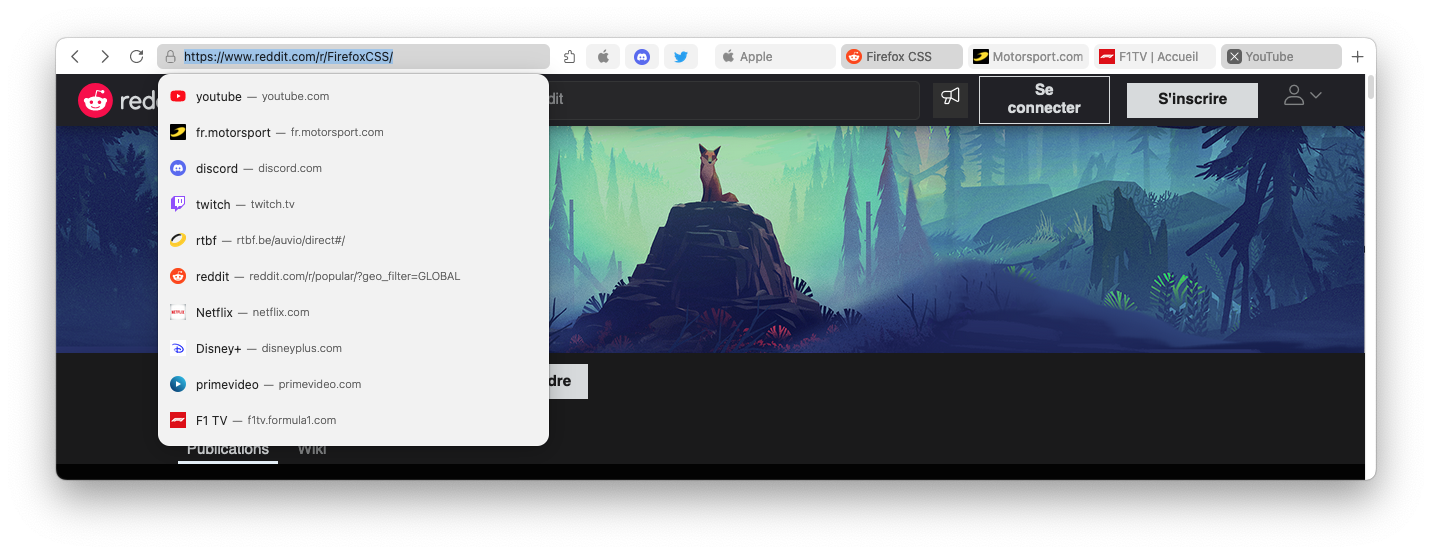 https://www.reddit.com/r/FirefoxCSS/
Apple
Firefox CSS
Motorsport.com
F1TV | Accueil
YouTube
redd
dit
Se
connecter
S'inscrire
youtube — youtube.com
fr.motorsport — fr.motorsport.com
discord — discord.com
twitch — twitch.tv
rtbf — rtbf.be/auvio/direct#/
reddit — reddit.com/r/popular/?geo_filter=GLOBAL
Netflix — netflix.com
Disney+ — disneyplus.com
primevideo — primevideo.com
F1 TV — f1tv.formula1.com
dre
Publications
Wiki